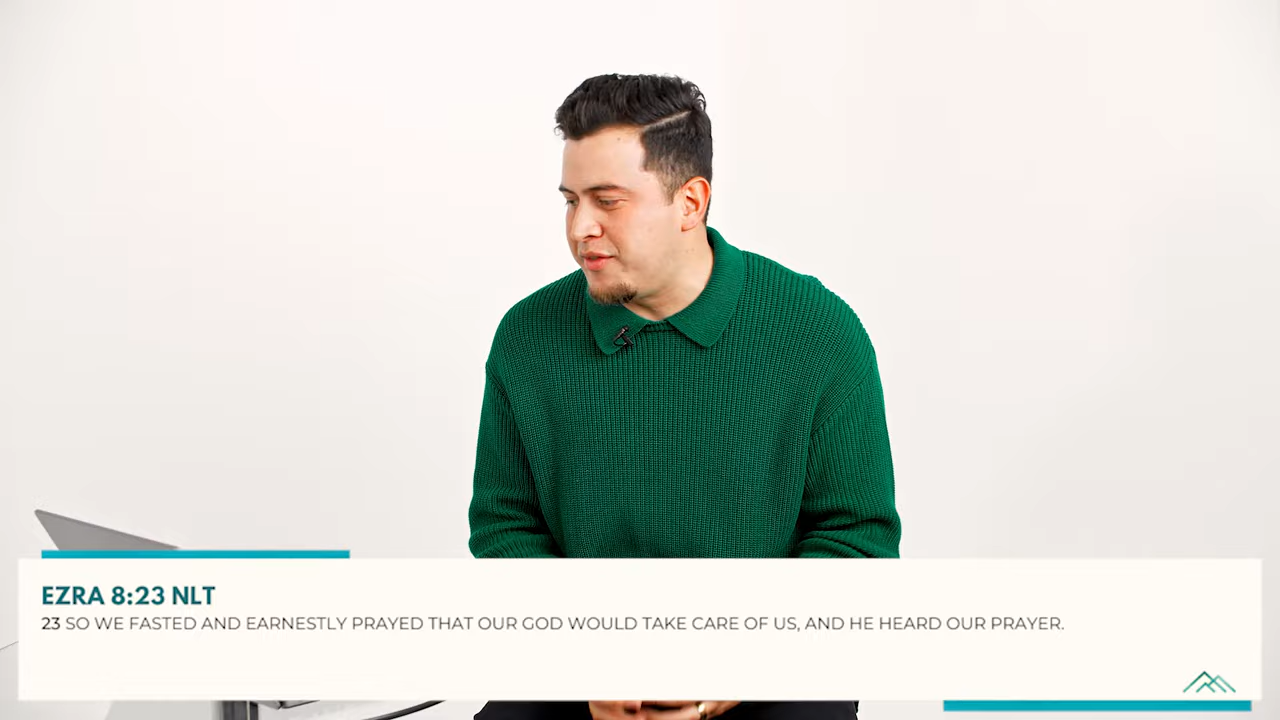 EZRA 8:23 NLT
23 SO WE FASTED AND EARNESTLY PRAYED THAT OUR GOD WOULD TAKE CARE OF US, AND HE HEARD OUR PRAYER.